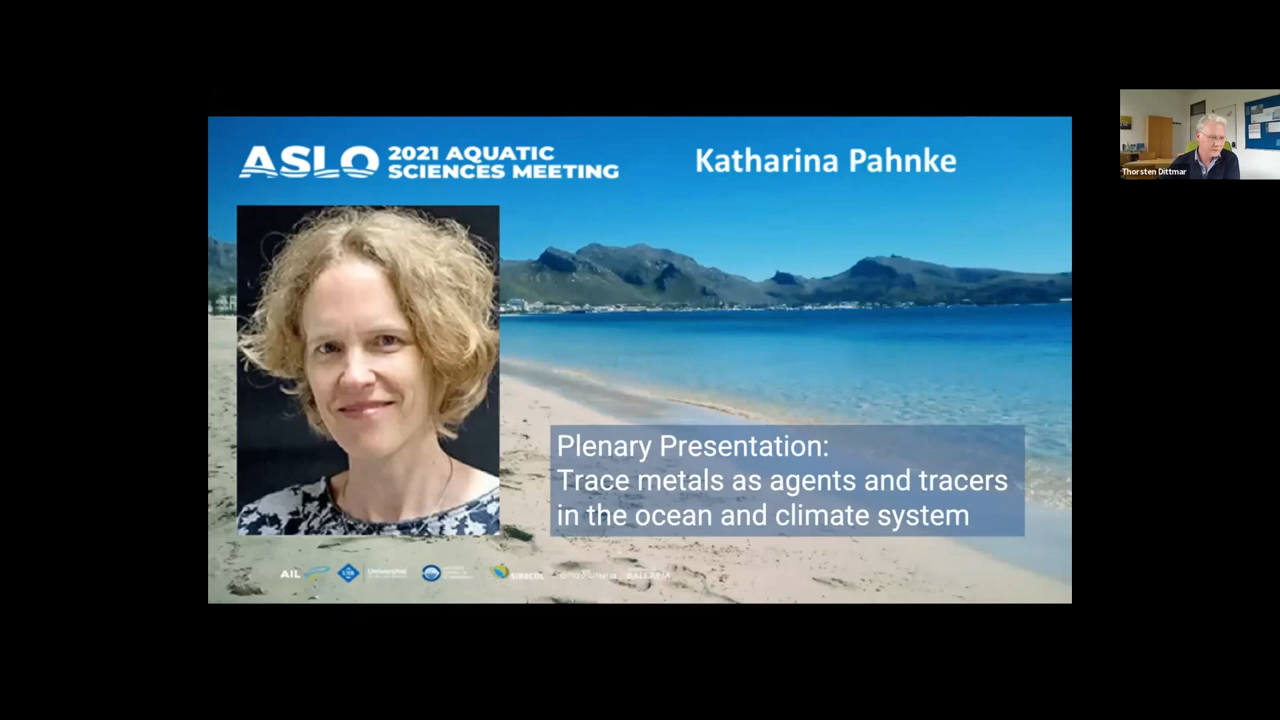 ASLO 2021 AQUATIC
SCIENCES MEETING
Katharina Pahnke
Thorsten Dittmar
Plenary Presentation:
Trace metals as agents and tracers
in the ocean and climate system
AIL